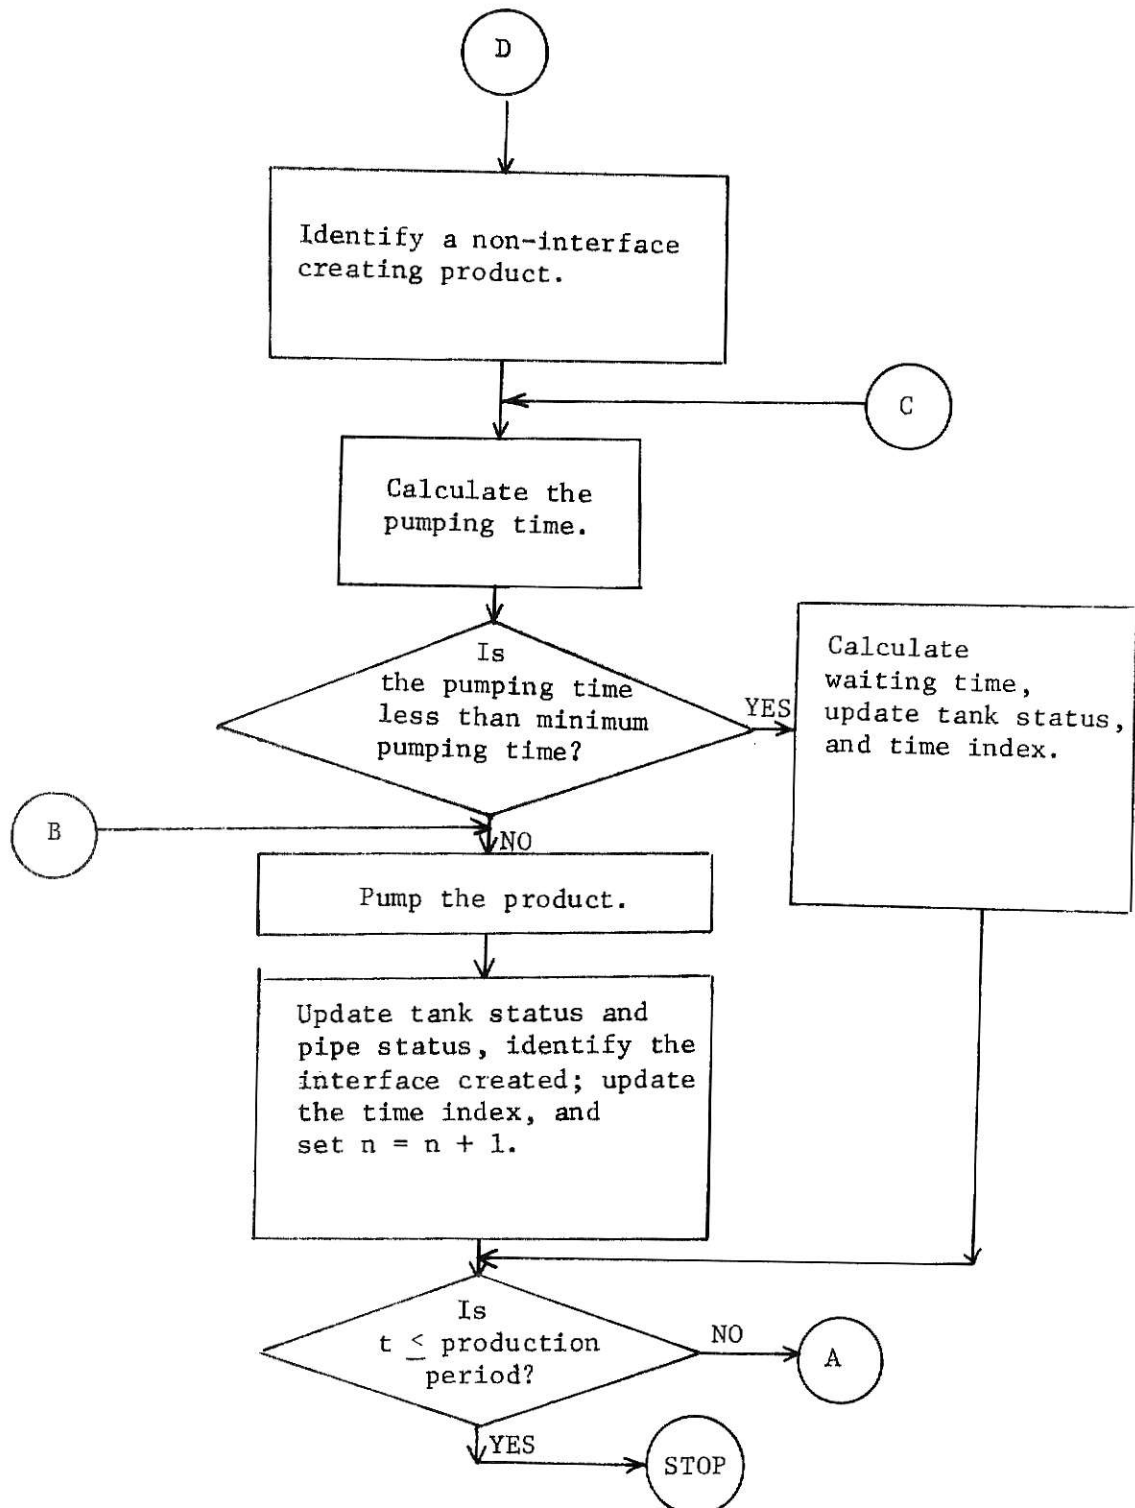 D
Identify a non-interface
creating product.
C
Calculate the
pumping time.
Is
the pumping time
less than minimum
pumping time?
YES
Calculate
waiting time,
update tank status,
and time index.
B
NO
Pump the product.
Update tank status and
pipe status, identify the
interface created; update
the time index, and
set n = n + 1.
Is
t ≤ production
period?
NO
A
YES
STOP